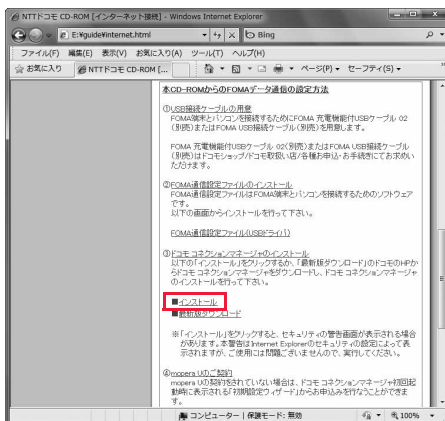 NTTドコモ CD-ROM [インターネット接続] - Windows Internet Explorer
E:¥guide¥internet.html
Bing
ファイル(F) 編集(E) 表示(V) お気に入り(A) ツール(T) ヘルプ(H)
お気に入り NTTドコモ CD-ROM [... ページ(P) セーフティ(S)
本CD-ROMからのFOMAデータ通信の設定方法
①USB接続ケーブルの用意
FOMA端末とパソコンを接続するためにFOMA 充電機能付USB接続ケーブル 02
(別売)またはFOMA USB接続ケーブル(別売)を用意します。
FOMA 充電機能付USB接続ケーブル 02(別売)またはFOMA USB接続ケーブル
(別売)はドコモショップ/ドコモ取扱い店/各種お申込・お手続きにてお求めい
ただけます。
②FOMA通信設定ファイルのインストール
FOMA通信設定ファイルはFOMA端末とパソコンを接続するためのソフトウェア
です。
以下の画面からインストールを行って下さい。
FOMA通信設定ファイル(USBドライバ)
③ドコモ コネクションマネージャのインストール
以下の「インストール」をクリックするか、「最新版ダウンロード」のドコモのHPか
らドコモ コネクションマネージャをダウンロードし、ドコモ コネクションマネージャ
のインストールを行って下さい。
■インストール
■最新版ダウンロード
※「インストール」をクリックすると、セキュリティの警告画面が表示される場合
があります。本警告はInternet Explorerのセキュリティの設定によって表
示されますが、ご使用には問題ございませんので、実行してください。
④mopera Uのご契約
mopera Uの契約をされていない場合は、ドコモ コネクションマネージャ初回起
動時に表示される「初期設定ウィザード」からお申込みを行なうことができま
す。
コンピューター | 保護モード: 無効 100%